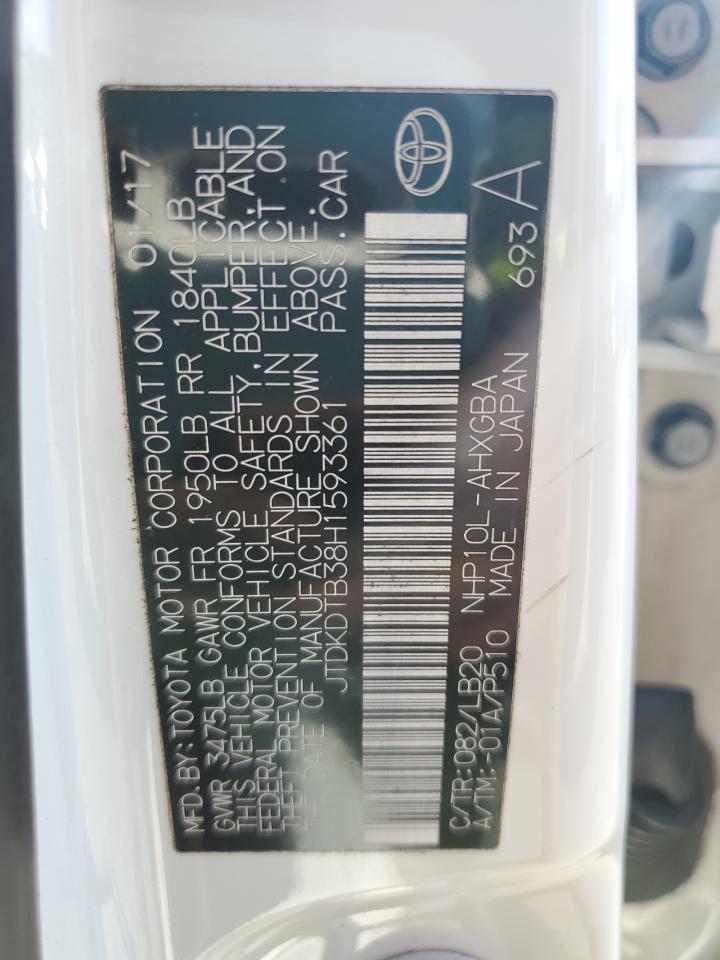 MFD.BY:TOYOTA MOTOR CORPORATION 01/17
GVWR 3475LB GAWR FR 1950LB RR 1840LB
THIS VEHICLE CONFORMS TO ALL APPLICABLE
FEDERAL MOTOR VEHICLE SAFETY,BUMPER,AND
THEFT PREVENTION STANDARDS IN EFFECT ON
THE DATE OF MANUFACTURE SHOWN ABOVE.
JTDKDTB38H1593361 PASS.CAR
C/TR:082/LB20 NHP10L-AHXGBA 693 A
A/TM:-01A/P510 MADE IN JAPAN